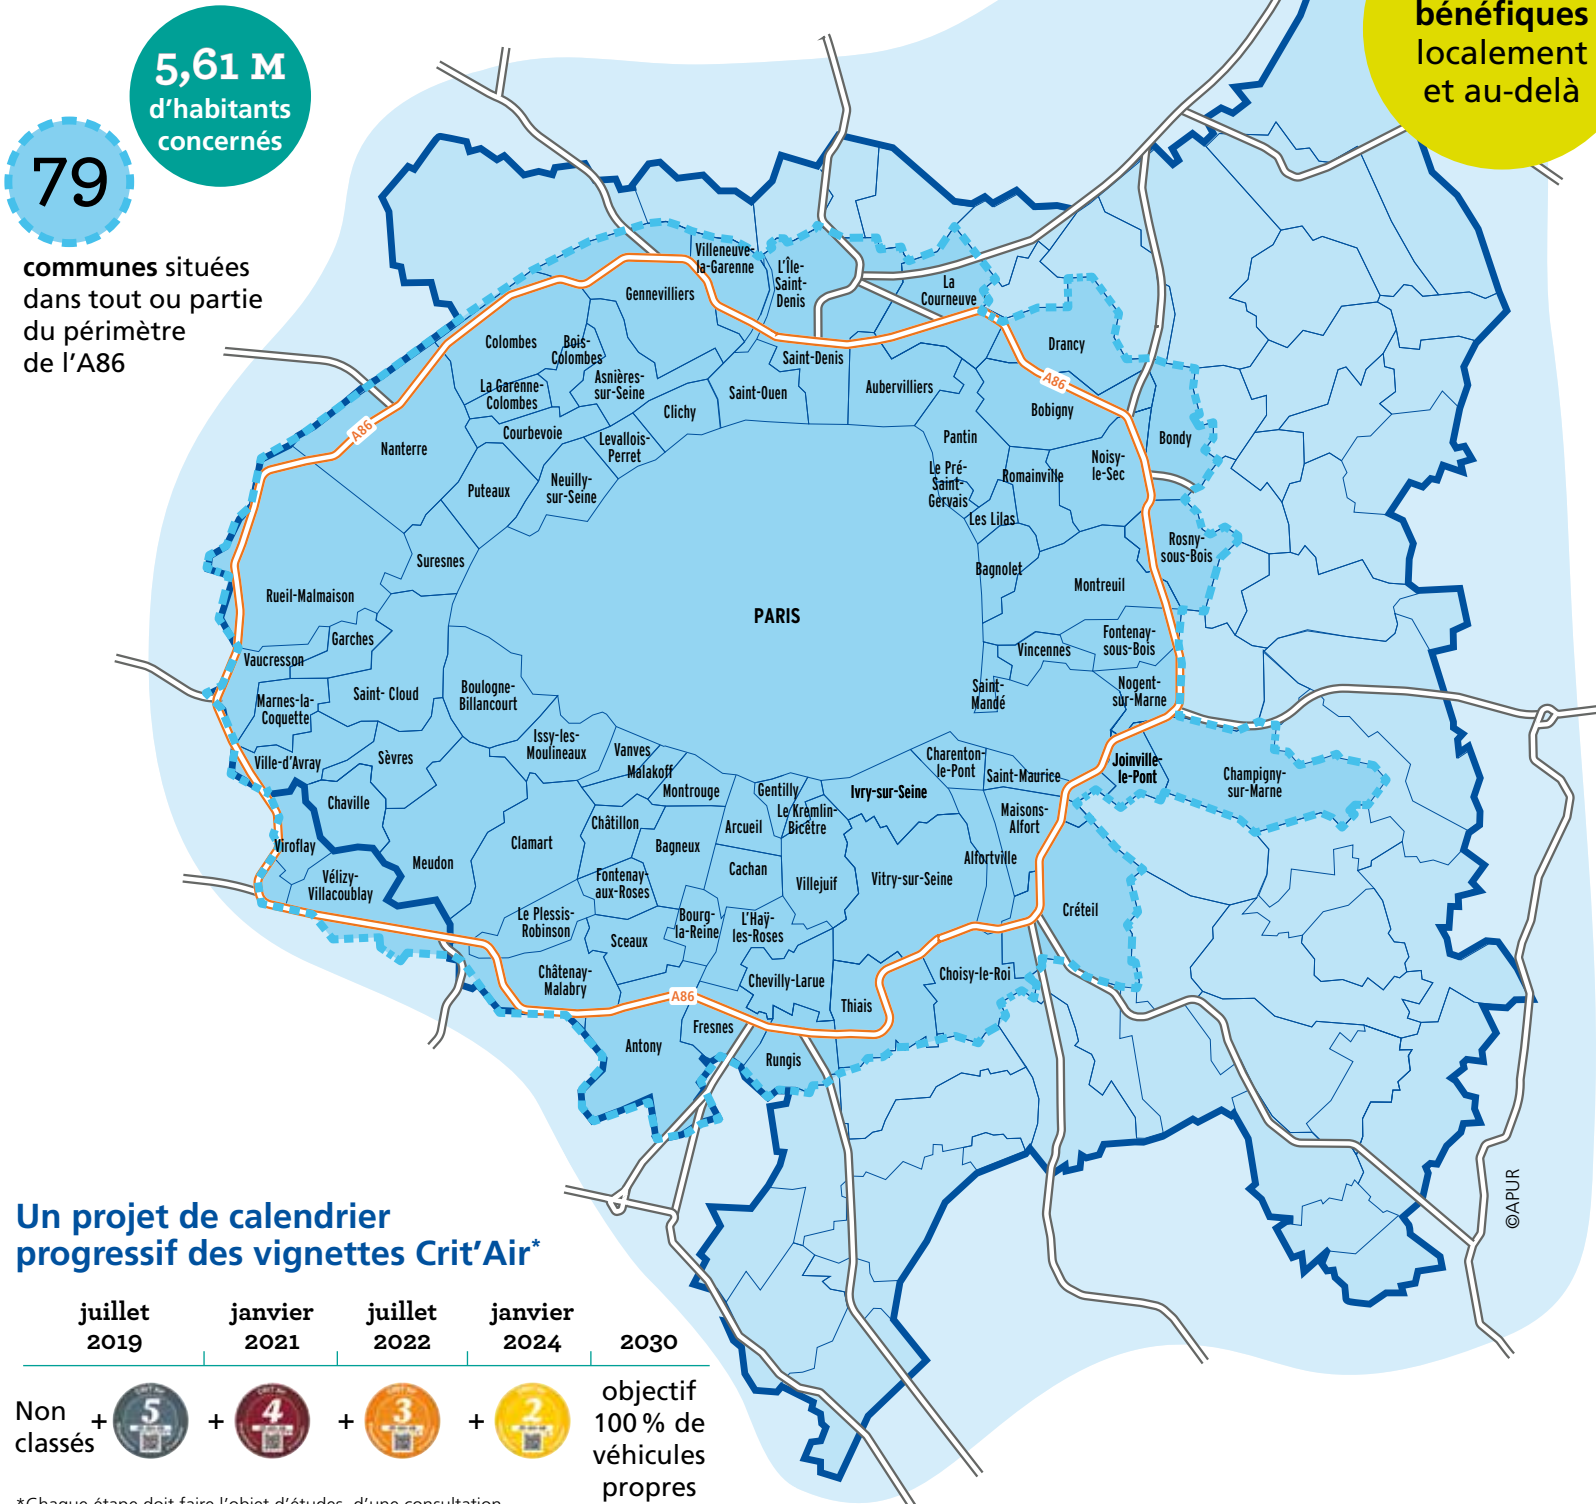 5,61 M
d'habitants
concernés
79
communes situées
dans tout ou partie
du périmètre
de l'A86
bénéfiques
localement
et au-delà
Villeneuve-
la-Garenne
L'Île-
Saint-
Denis
La
Courneuve
Gennevilliers
Colombes
Bois-
Colombes
Saint-Denis
Drancy
A86
La Garenne-
Colombes
Asnières-
sur-Seine
Saint-Ouen
Aubervilliers
Clichy
Bobigny
A86
Nanterre
Courbevoie
Levallois-
Perret
Pantin
Bondy
Puteaux
Neuilly-
sur-Seine
Le Pré-
Saint-
Gervais
Romainville
Noisy-
le-Sec
Les Lilas
Rosny-
sous-Bois
Suresnes
Bagnolet
Montreuil
Rueil-Malmaison
PARIS
Garches
Vaucresson
Vincennes
Fontenay-
sous-Bois
Marnes-la-
Coquette
Saint- Cloud
Boulogne-
Billancourt
Saint-
Mandé
Nogent-
sur-Marne
Issy-les-
Moulineaux
Vanves
Malakoff
Montrouge
Ville-d'Avray
Sèvres
Charenton-
le-Pont
Saint-Maurice
Joinville-
le-Pont
Champigny-
sur-Marne
Chaville
Gentilly
Le Kremlin-
Bicêtre
Ivry-sur-Seine
Maisons-
Alfort
Viroflay
Meudon
Clamart
Châtillon
Bagneux
Arcueil
Cachan
Villejuif
Vitry-sur-Seine
Alfortville
Vélizy-
Villacoublay
Fontenay-
aux-Roses
Le Plessis-
Robinson
Sceaux
Bourg-
la-Reine
L'Haÿ-
les-Roses
Créteil
Châtenay-
Malabry
A86
Chevilly-Larue
Thiais
Choisy-le-Roi
Antony
Fresnes
Rungis
©APUR
Un projet de calendrier
progressif des vignettes Crit'Air*
juillet
2019
janvier
2021
juillet
2022
janvier
2024
2030
Non
classés
+ 5 + 4 + 3 + 2
objectif
100 % de
véhicules
propres
*Chaque étape doit faire l'objet d'études, d'une consultation